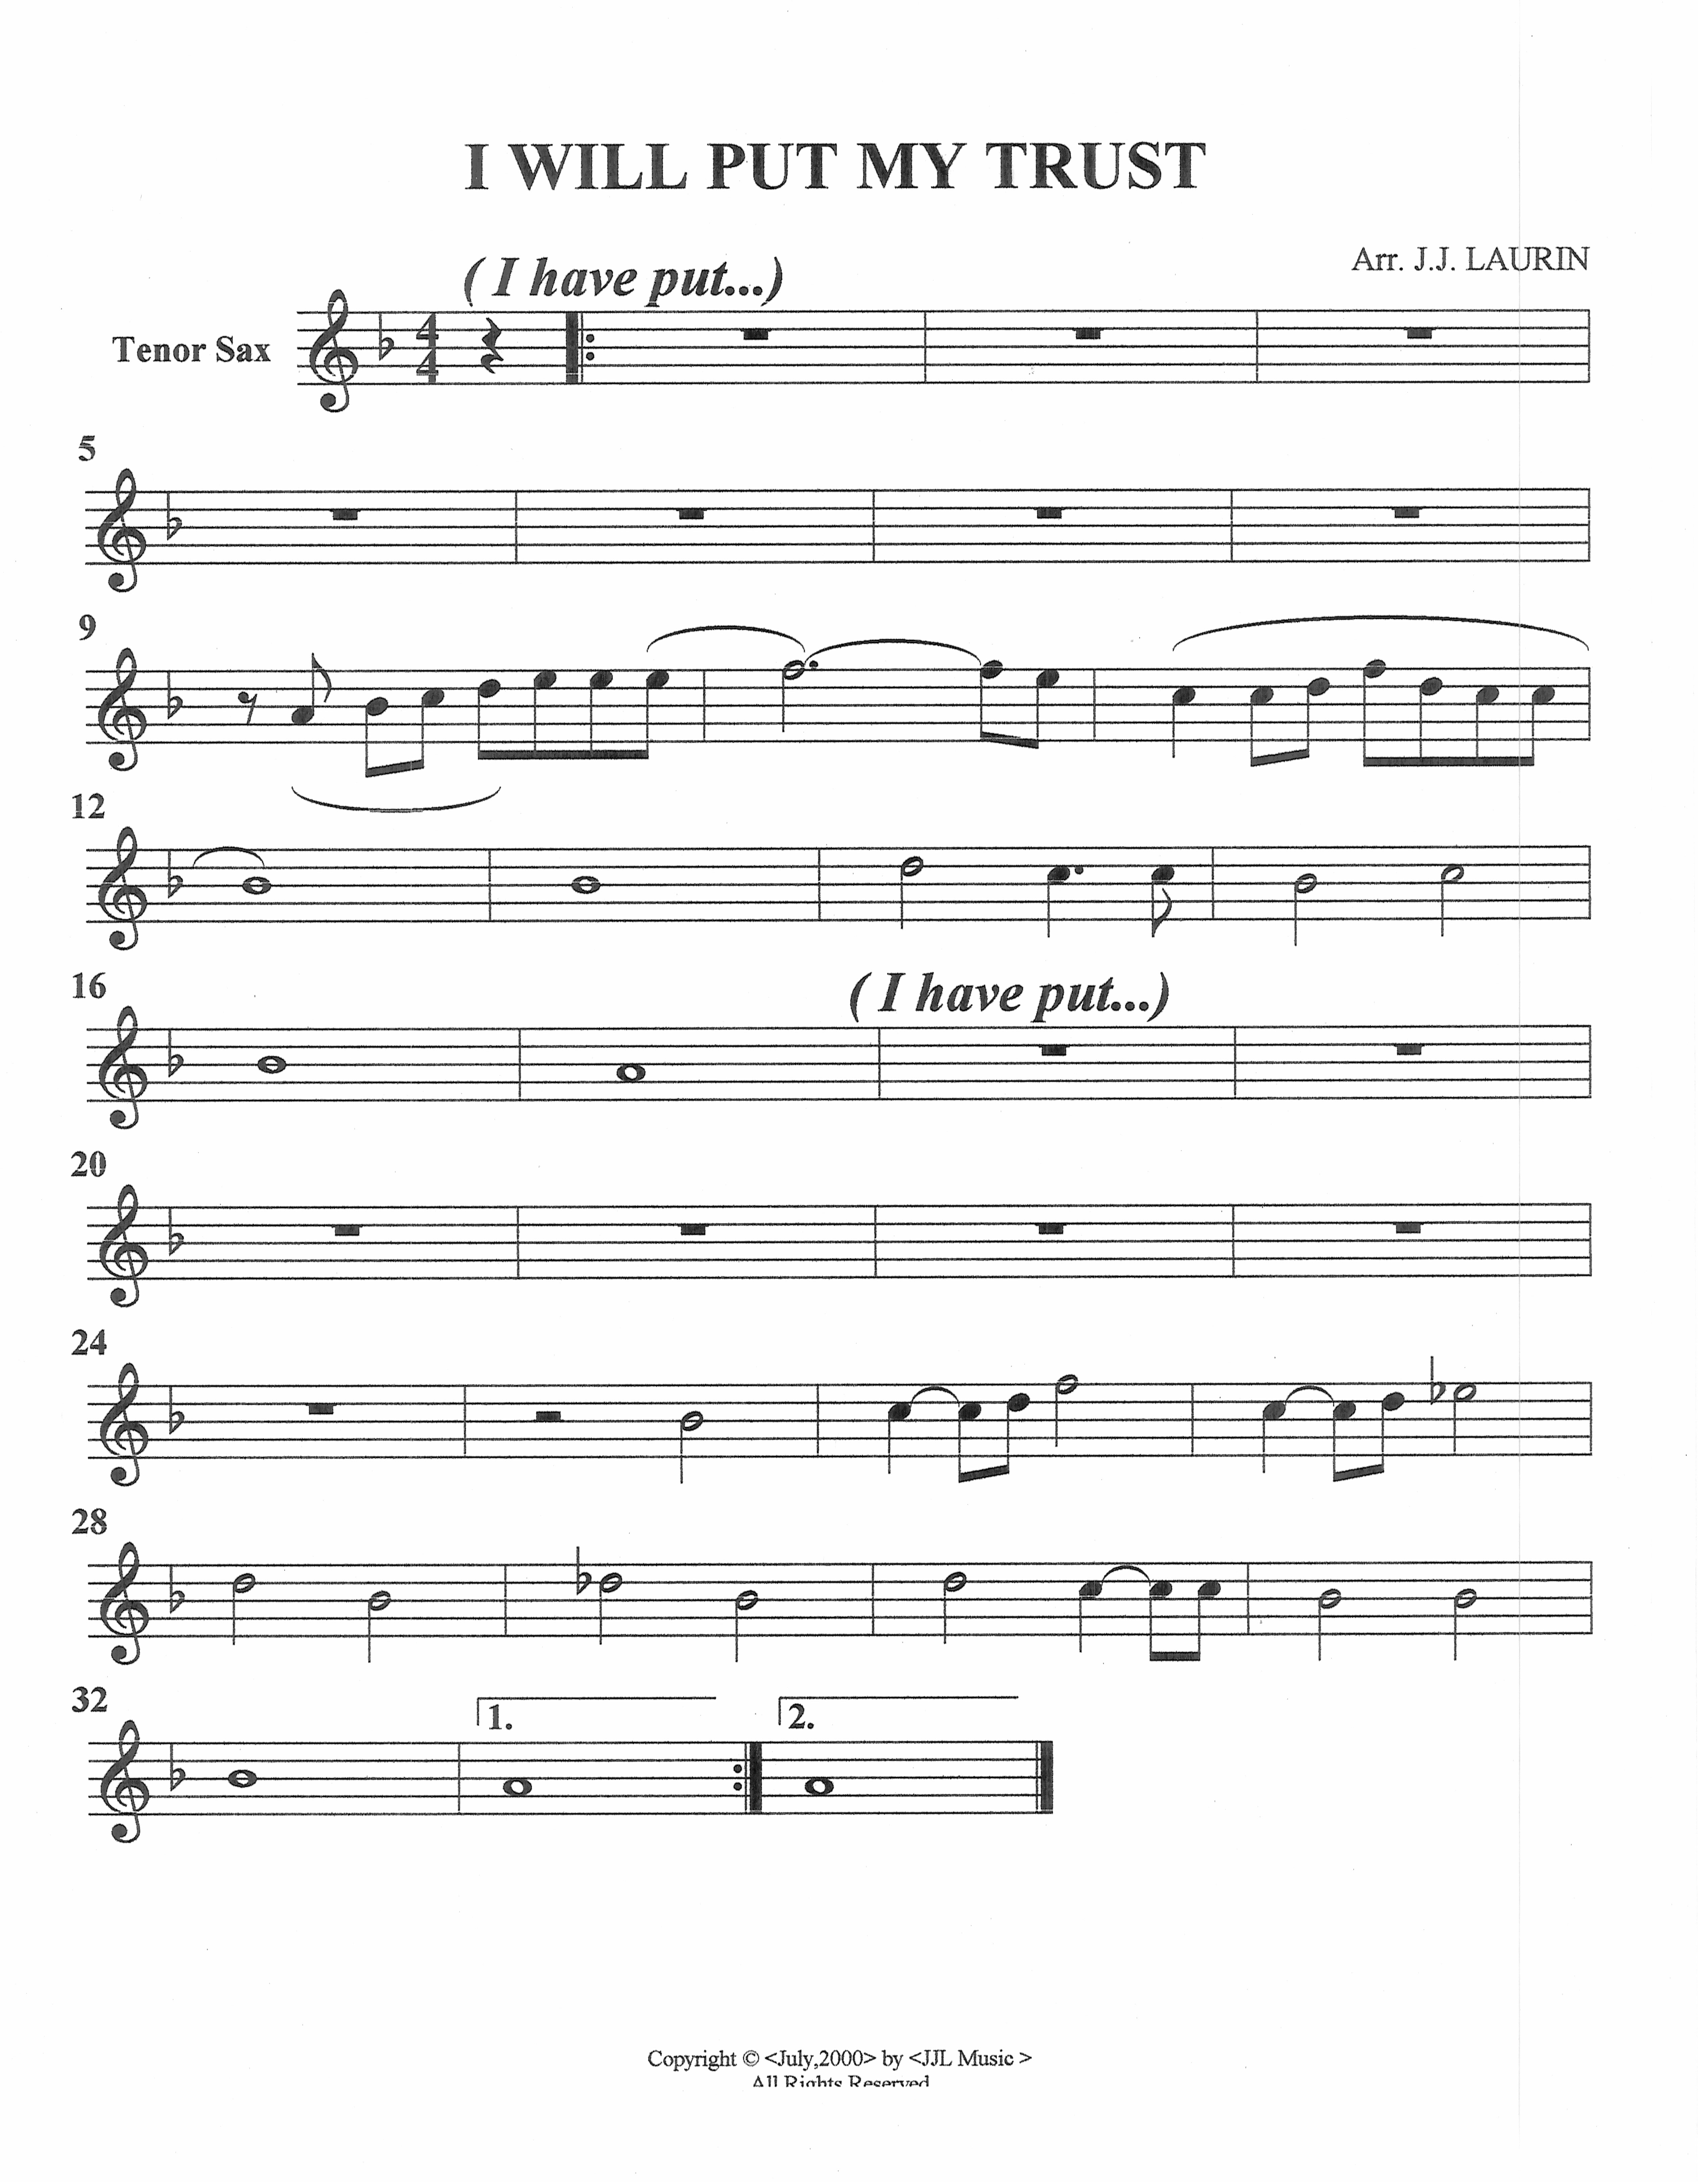 I WILL PUT MY TRUST
Arr. J.J. LAURIN
( I have put...)
Tenor Sax
4
4
5
9
12
16
( I have put...)
20
24
28
32
1.
2.
Copyright © <July,2000> by <JJL Music >
All Rights Reserved